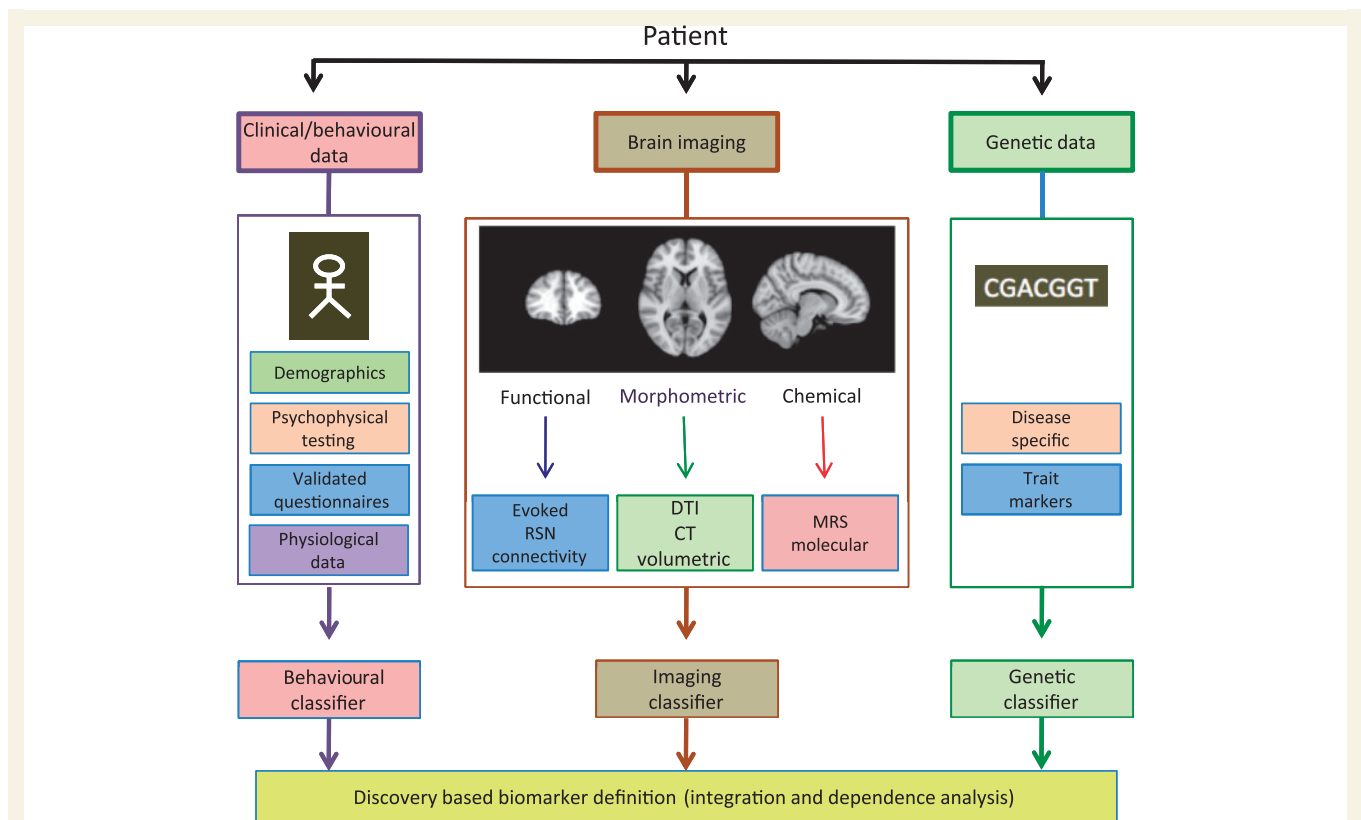 Patient
Clinical/behavioural
data
Brain imaging
Genetic data
CGACGGT
Demographics
Psychophysical
testing
Validated
questionnaires
Physiological
data
Functional
Morphometric
Chemical
Evoked
RSN
connectivity
DTI
CT
volumetric
MRS
molecular
Disease
specific
Trait
markers
Behavioural
classifier
Imaging
classifier
Genetic
classifier
Discovery based biomarker definition (integration and dependence analysis)